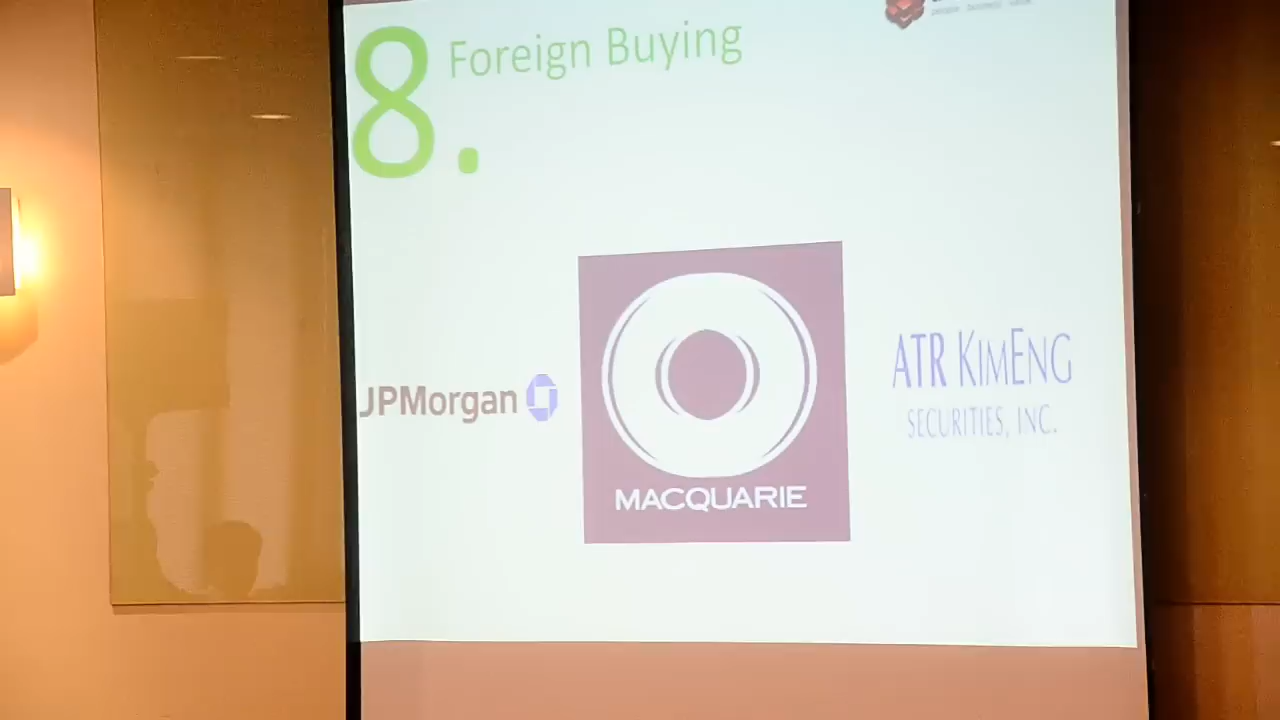 8.
Foreign Buying
JPMorgan
MACQUARIE
ATR KIMENG
SECURITIES, INC.